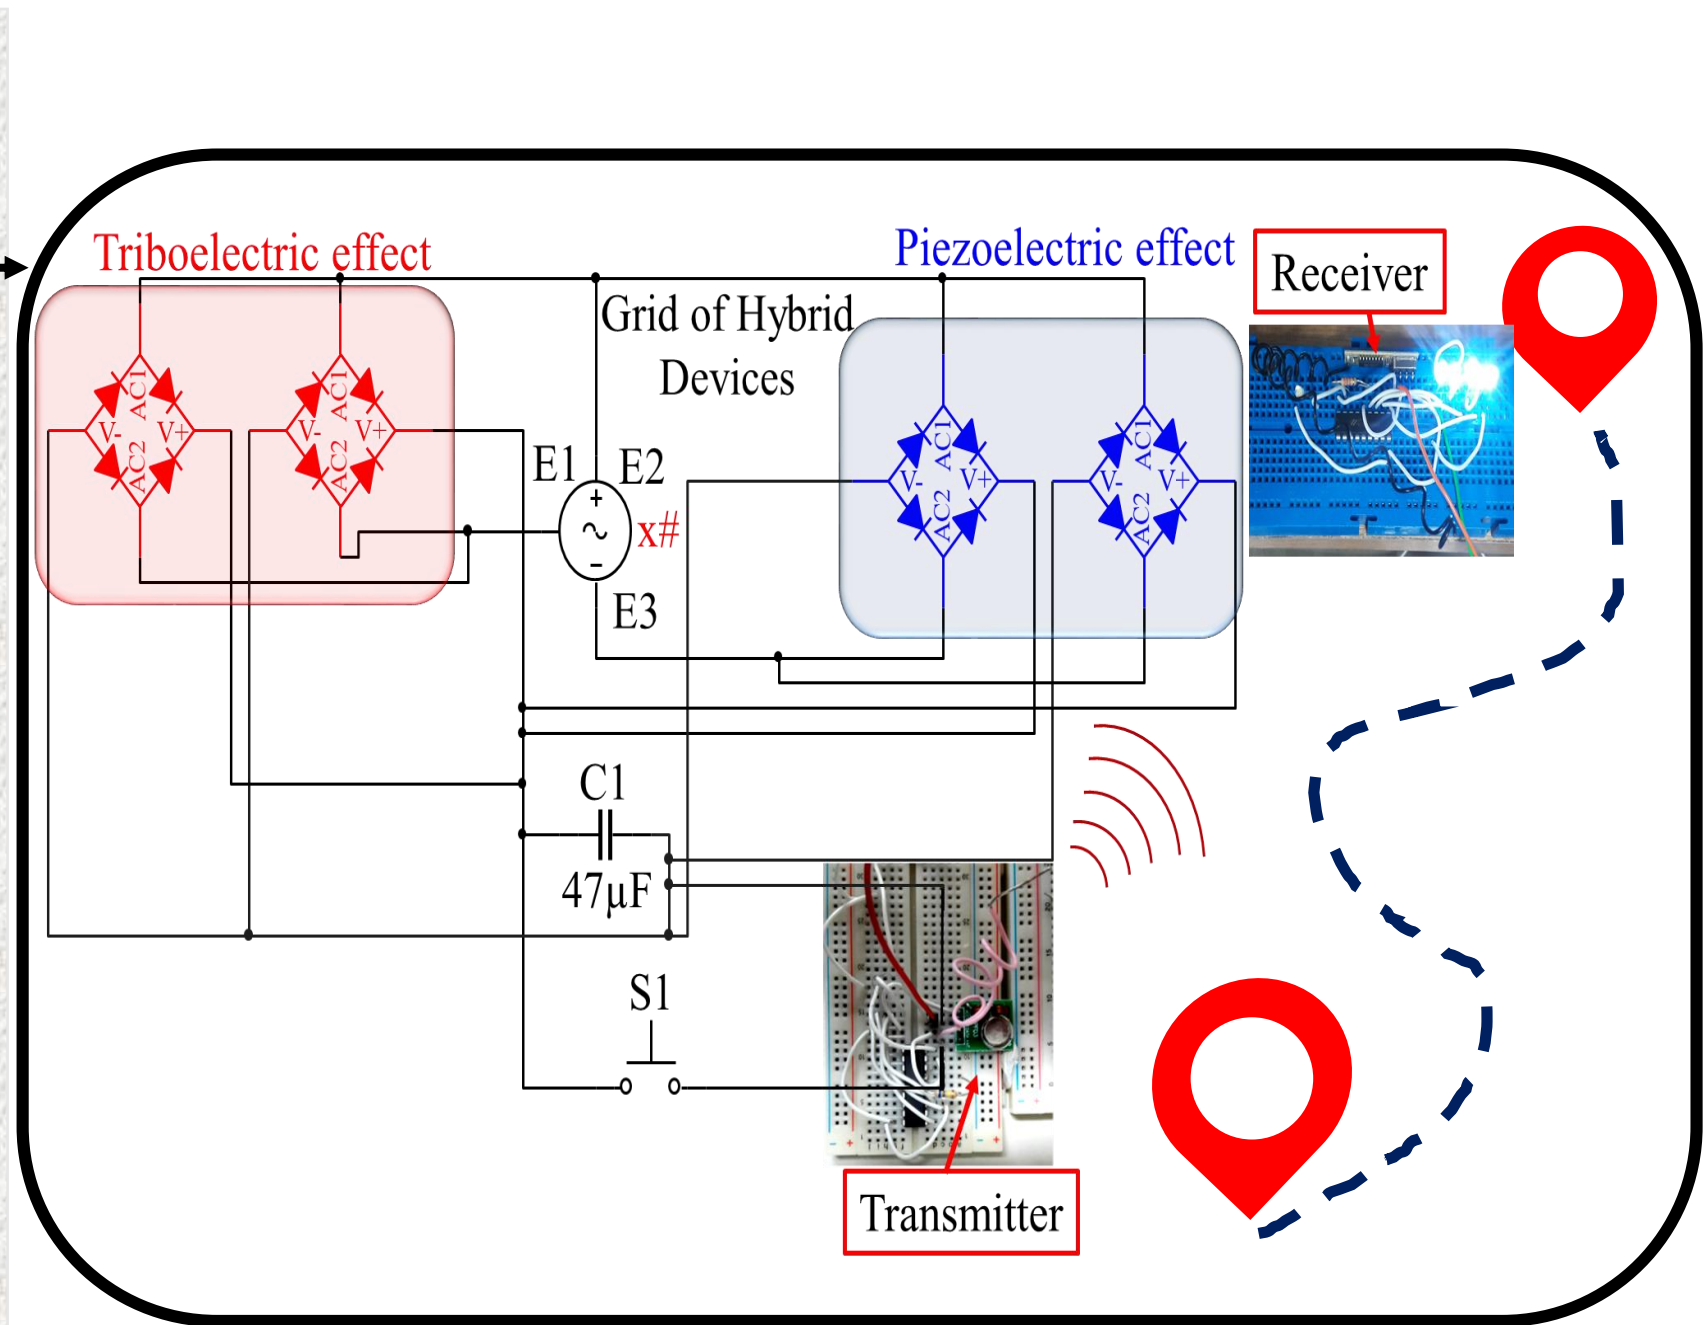 Triboelectric effect
Piezoelectric effect
Receiver
Grid of Hybrid
Devices
AC1
V-
V+
AC2
AC1
V-
V+
AC2
AC1
V-
V+
AC2
AC1
V-
V+
AC2
E1
E2
+
~
x#
−
E3
C1
47µF
S1
Transmitter